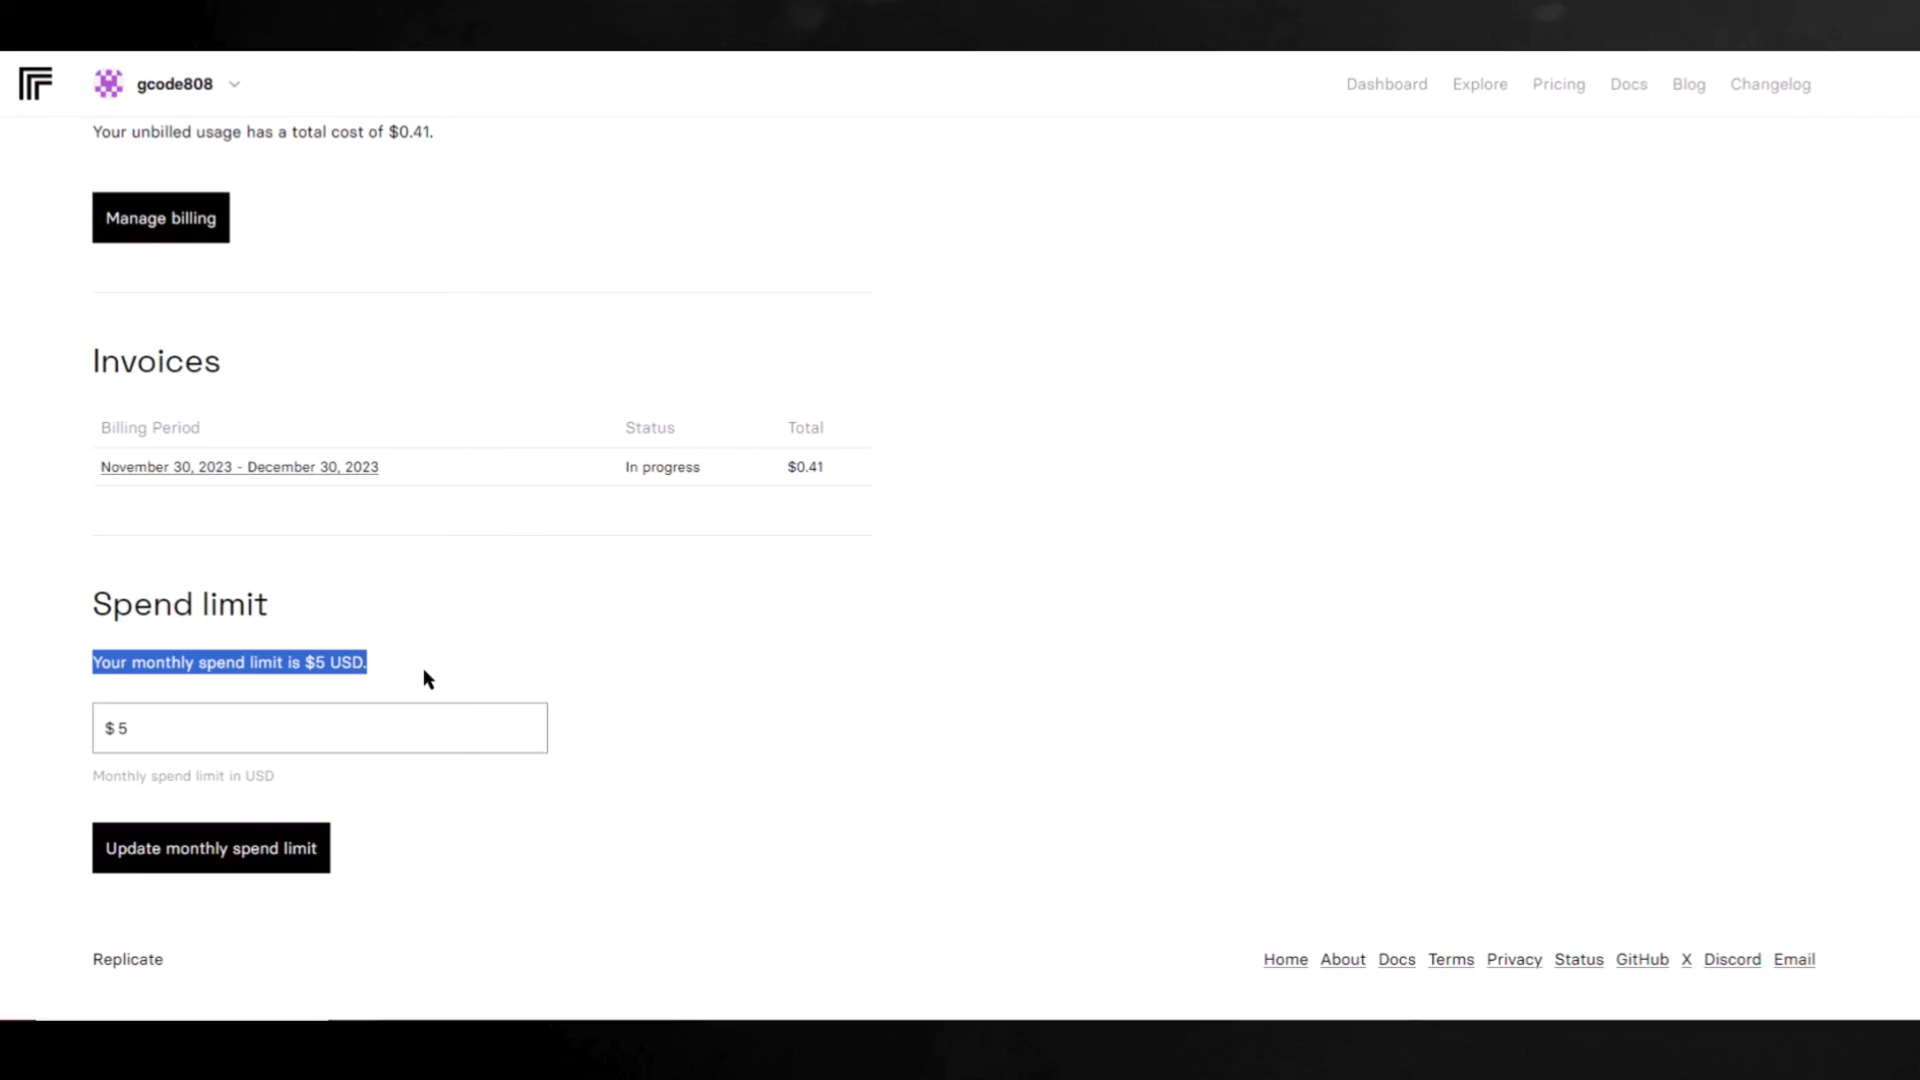 gcode808
Dashboard Explore Pricing Docs Blog Changelog
Your unbilled usage has a total cost of $0.41.
Manage billing
Invoices
Billing Period Status Total
November 30, 2023 - December 30, 2023 In progress $0.41
Spend limit
Your monthly spend limit is $5 USD.
$ 5
Monthly spend limit in USD
Update monthly spend limit
Replicate
Home About Docs Terms Privacy Status GitHub X Discord Email